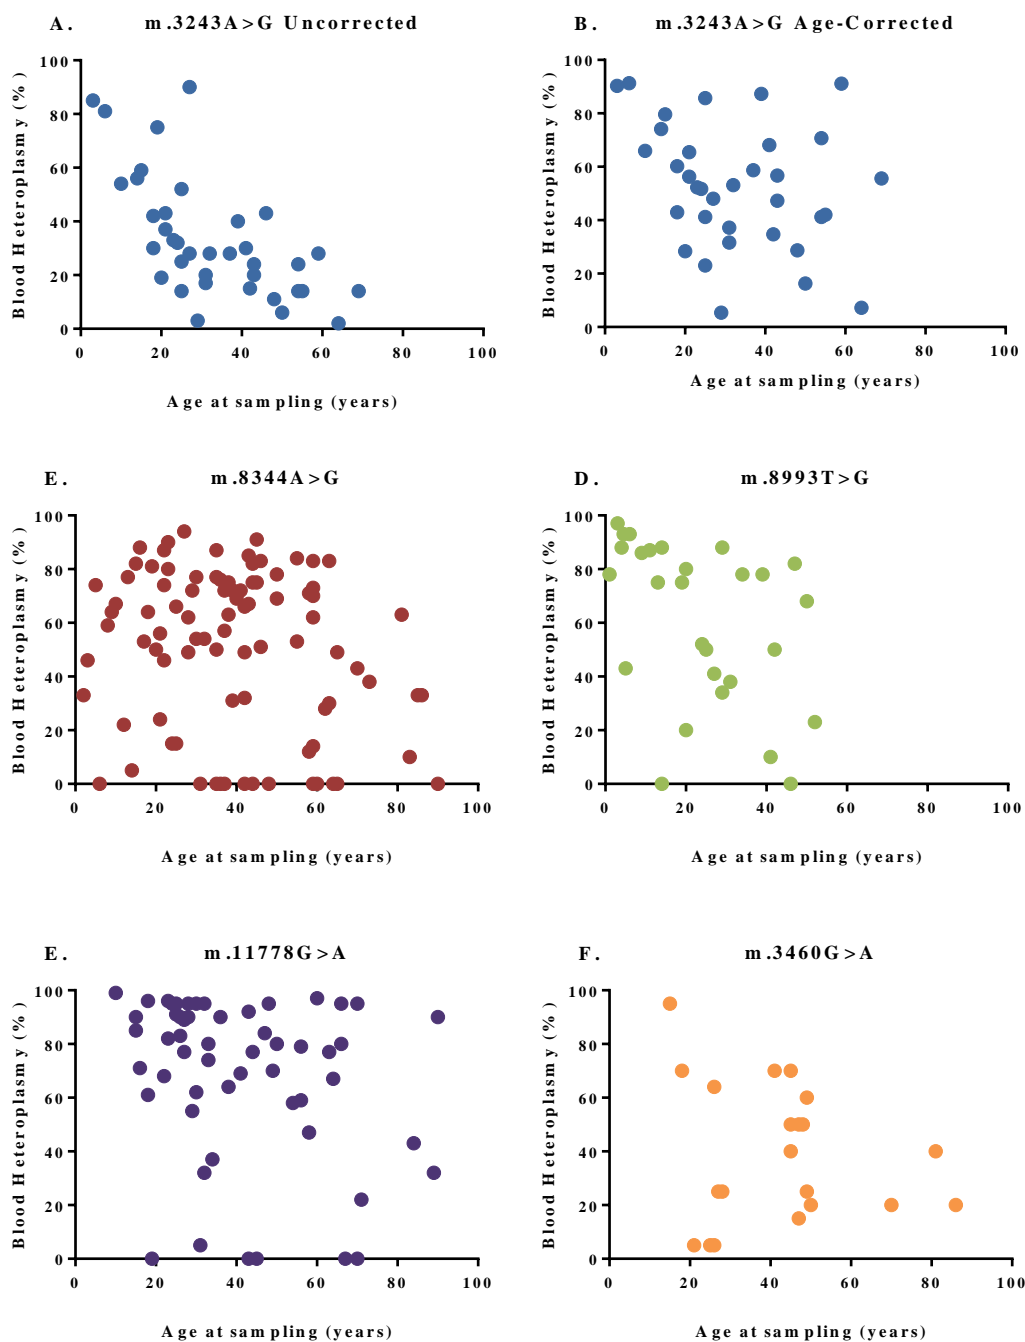 A. m.3243A>G Uncorrected
Blood Heteroplasmy (%)
100
80
60
40
20
0
0 20 40 60 80 100
Age at sampling (years)
B. m.3243A>G Age-Corrected
Blood Heteroplasmy (%)
100
80
60
40
20
0
0 20 40 60 80 100
Age at sampling (years)
E. m.8344A>G
Blood Heteroplasmy (%)
100
80
60
40
20
0
0 20 40 60 80 100
Age at sampling (years)
D. m.8993T>G
Blood Heteroplasmy (%)
100
80
60
40
20
0
0 20 40 60 80 100
Age at sampling (years)
E. m.11778G>A
Blood Heteroplasmy (%)
100
80
60
40
20
0
0 20 40 60 80 100
Age at sampling (years)
F. m.3460G>A
Blood Heteroplasmy (%)
100
80
60
40
20
0
0 20 40 60 80 100
Age at sampling (years)